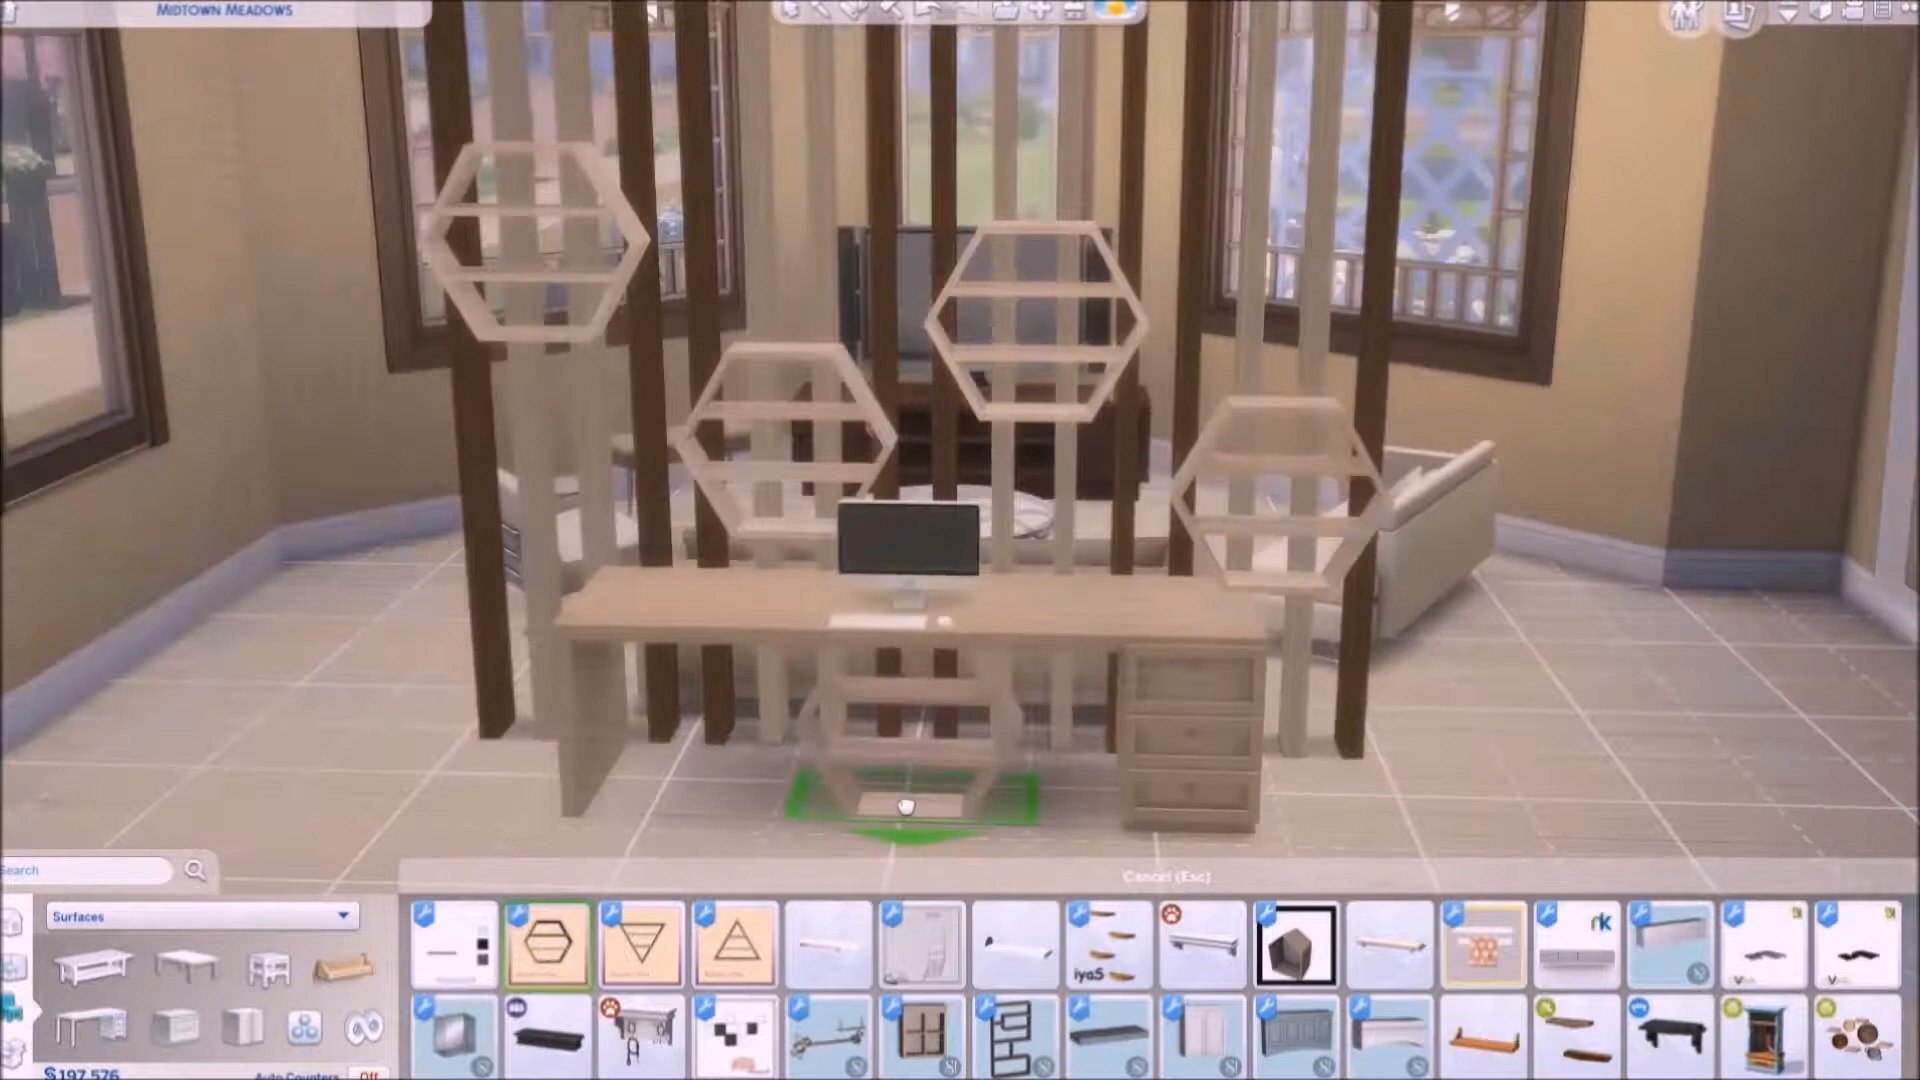 MIDTOWN MEADOWS
Cancel (Esc)
Search
Surfaces
iyaS
rk
$197,576
Auto Counters
Off